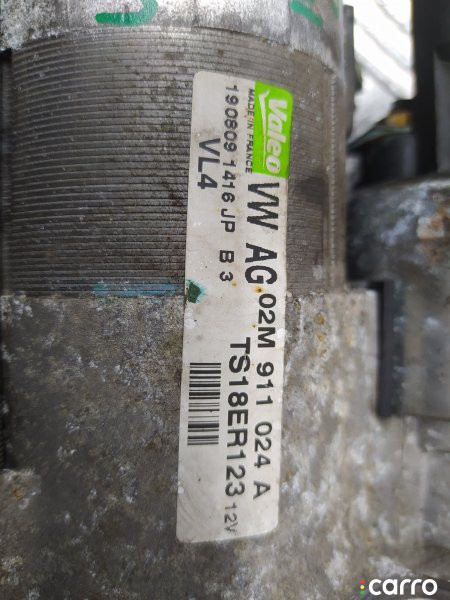 Valeo
MADE IN FRANCE
VW AG 02M 911 024 A
190809 1416 JP B 3
VL4
TS18ER123 12V
carro